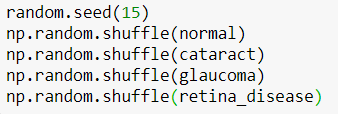 random.seed(15)
np.random.shuffle(normal)
np.random.shuffle(cataract)
np.random.shuffle(glaucoma)
np.random.shuffle(retina_disease)